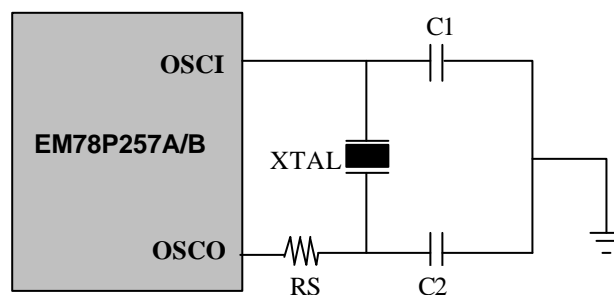 C1
OSCI
EM78P257A/B
XTAL
OSCO
RS
C2